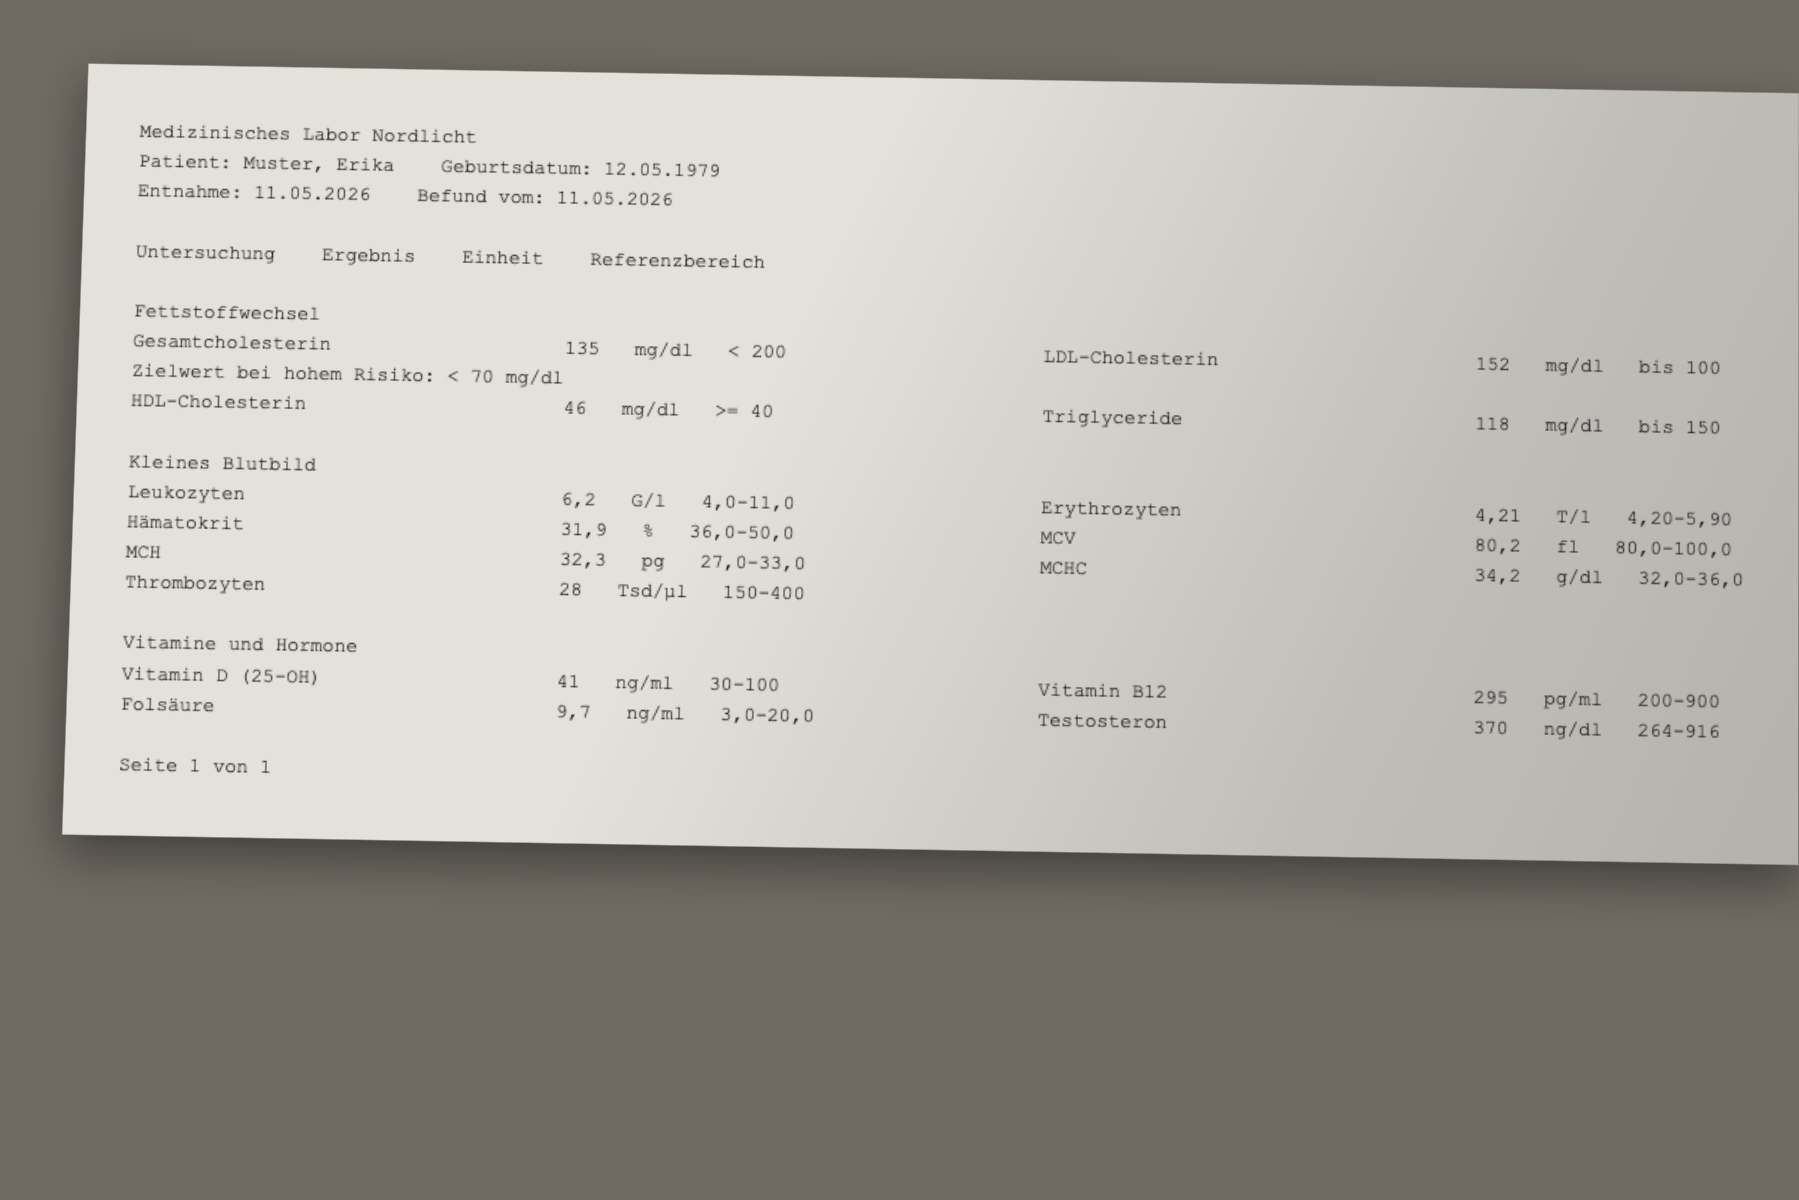 Medizinisches Labor Nordlicht
Patient: Muster, Erika    Geburtsdatum: 12.05.1979
Entnahme: 11.05.2026    Befund vom: 11.05.2026

Untersuchung    Ergebnis    Einheit    Referenzbereich

Fettstoffwechsel
Gesamtcholesterin    135    mg/dl    < 200    LDL-Cholesterin    152    mg/dl    bis 100
Zielwert bei hohem Risiko: < 70 mg/dl
HDL-Cholesterin    46    mg/dl    >= 40    Triglyceride    118    mg/dl    bis 150

Kleines Blutbild
Leukozyten    6,2    G/l    4,0-11,0    Erythrozyten    4,21    T/l    4,20-5,90
Hämatokrit    31,9    %    36,0-50,0    MCV    80,2    fl    80,0-100,0
MCH    32,3    pg    27,0-33,0    MCHC    34,2    g/dl    32,0-36,0
Thrombozyten    28    Tsd/µl    150-400

Vitamine und Hormone
Vitamin D (25-OH)    41    ng/ml    30-100    Vitamin B12    295    pg/ml    200-900
Folsäure    9,7    ng/ml    3,0-20,0    Testosteron    370    ng/dl    264-916

Seite 1 von 1